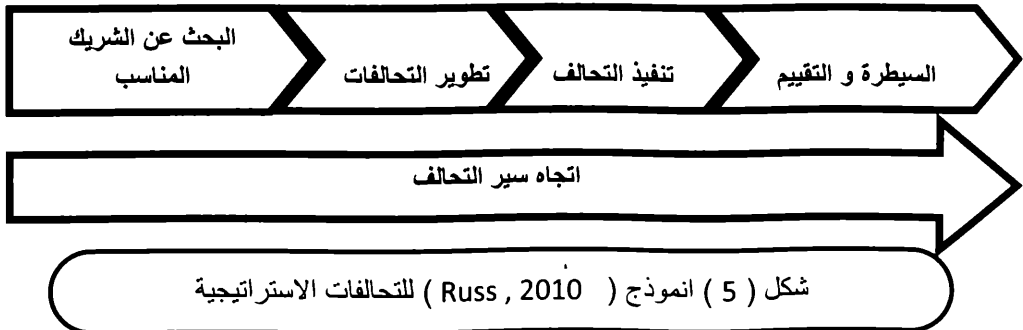 البحث عن الشريك
المناسب
تطوير التحالفات
تنفيذ التحالف
السيطرة و التقييم
اتجاه سير التحالف
شكل ( 5 ) انموذج ( Russ , 2010 ) للتحالفات الاستراتيجية